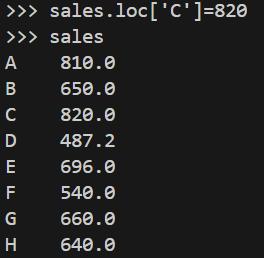 >>> sales.loc['C']=820
>>> sales
A    810.0
B    650.0
C    820.0
D    487.2
E    696.0
F    540.0
G    660.0
H    640.0